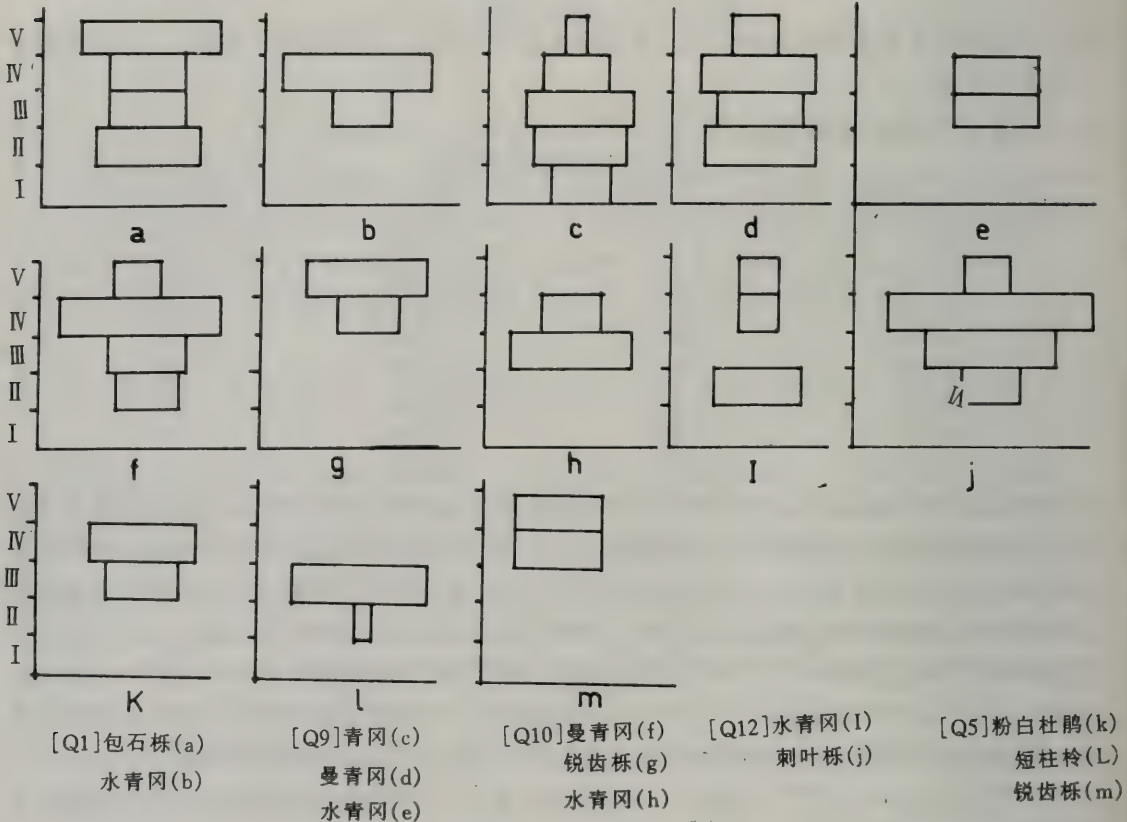 V
IV
III
II
I
a
b
c
d
e
V
IV
III
II
I
f
g
h
I
j
V
IV
III
II
I
K
l
m
[Q1]包石栎(a)
水青冈(b)
[Q9]青冈(c)
曼青冈(d)
水青冈(e)
[Q10]曼青冈(f)
锐齿栎(g)
水青冈(h)
[Q12]水青冈(I)
刺叶栎(j)
[Q5]粉白杜鹃(k)
短柱柃(L)
锐齿栎(m)